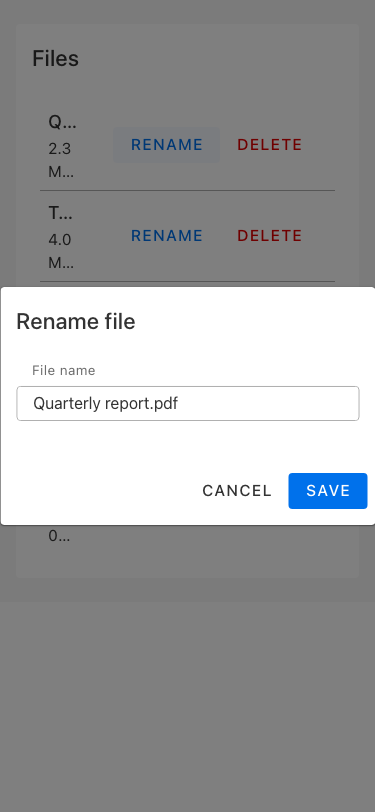 Files
Q...
2.3
M...
RENAME
DELETE
T...
4.0
M...
RENAME
DELETE
Rename file
File name
Quarterly report.pdf
CANCEL
SAVE
0...